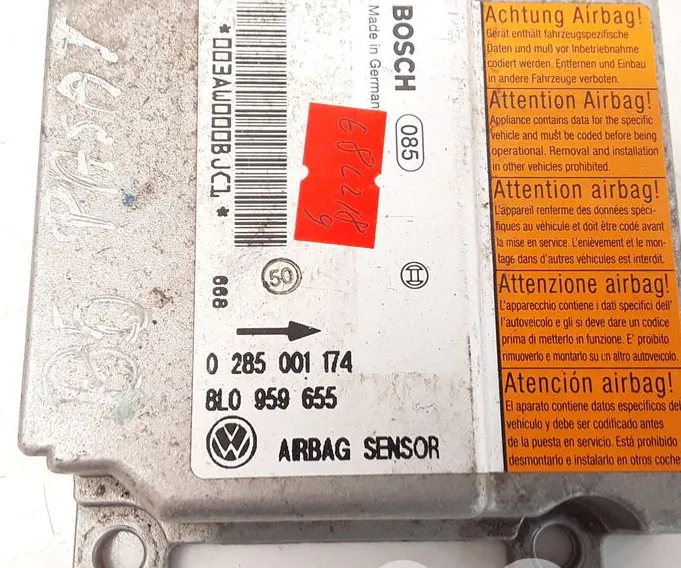 PASAT
B5
*003AU000BJC1*
BOSCH
Made in German
085
50
668
0 285 001 174
8L0 959 655
AIRBAG SENSOR
Achtung Airbag!
Gerät enthält fahrzeugspezifische
Daten und muß vor Inbetriebnahme
codiert werden. Entfernen und Einbau
in andere Fahrzeuge verboten.
Attention Airbag!
Appliance contains data for the specific
vehicle and must be coded before being
operational. Removal and installation
in other vehicles prohibited.
Attention airbag!
L'appareil renferme des données spéci-
fiques au véhicule et doit être codé avant
la mise en service. L'enièvement et le mon-
tage dans d'autres véhicules est interdit.
Attenzione airbag!
L'apparecchio contiene i dati specifici dell'
l'autoveicolo e gli si deve dare un codice
prima di metterlo in funzione. E' proibito
rimuoverlo e montarlo su un altro autoveicolo.
Atención airbag!
El aparato contiene datos especificos del
vehículo y debe ser codificado antes
de la puesta en servicio. Está prohibido
desmontarlo e instalarlo en otros coche